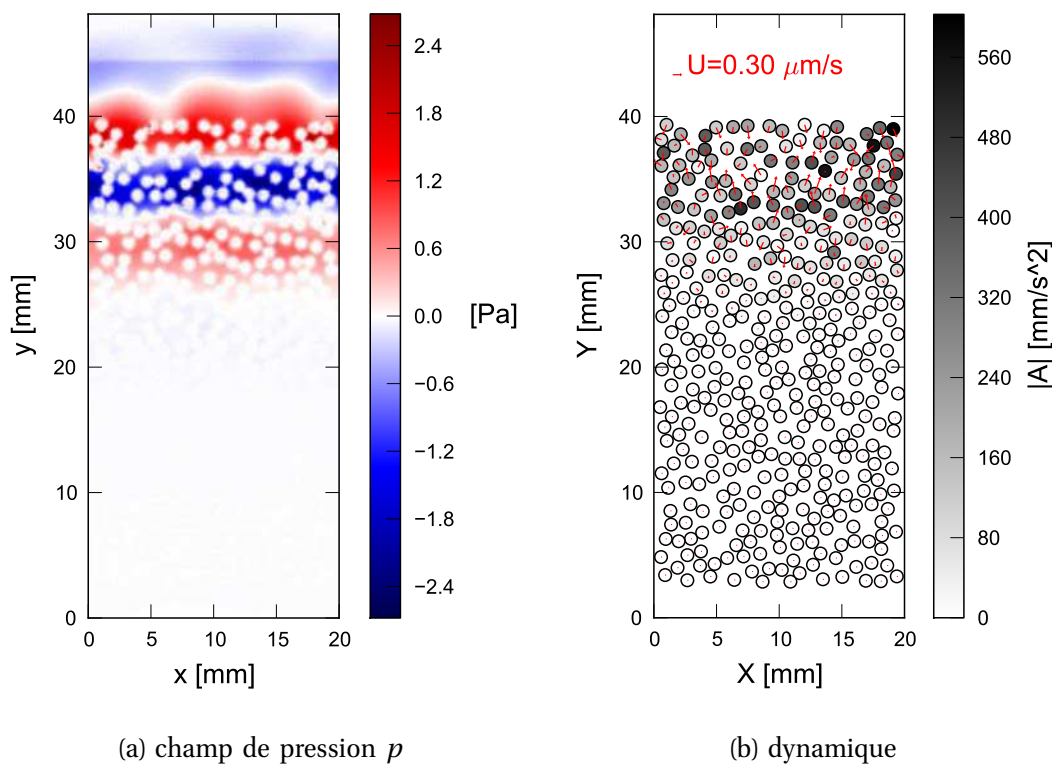 2.4
1.8
1.2
0.6
0.0
−0.6
−1.2
−1.8
−2.4
[Pa]
40
30
20
10
0
y [mm]
0 5 10 15 20
x [mm]
(a) champ de pression p
U=0.30 μm/s
40
30
20
10
0
Y [mm]
0 5 10 15 20
X [mm]
560
480
400
320
240
160
80
0
|A| [mm/s^2]
(b) dynamique